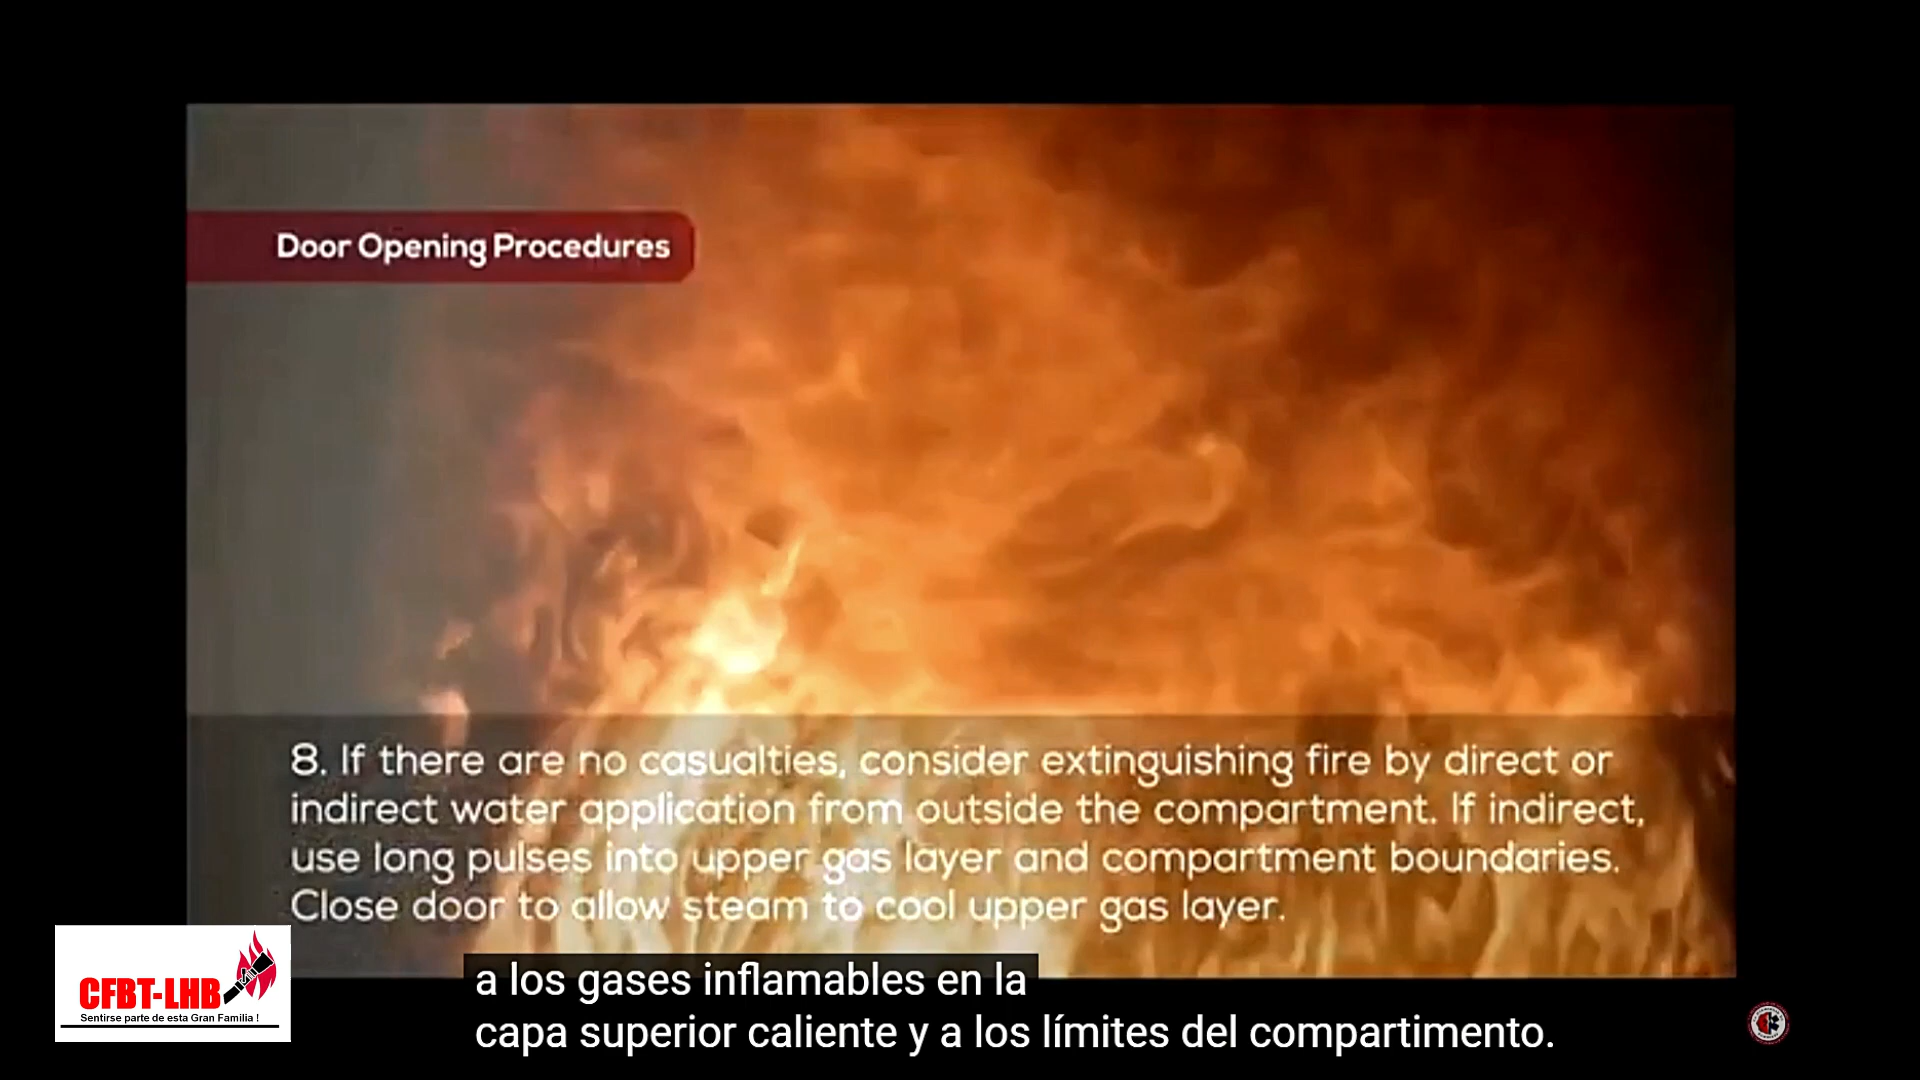 Door Opening Procedures
8. If there are no casualties, consider extinguishing fire by direct or
indirect water application from outside the compartment. If indirect,
use long pulses into upper gas layer and compartment boundaries.
Close door to allow steam to cool upper gas layer.
CFBT-LHB
Sentirse parte de esta Gran Familia !
a los gases inflamables en la
capa superior caliente y a los límites del compartimento.